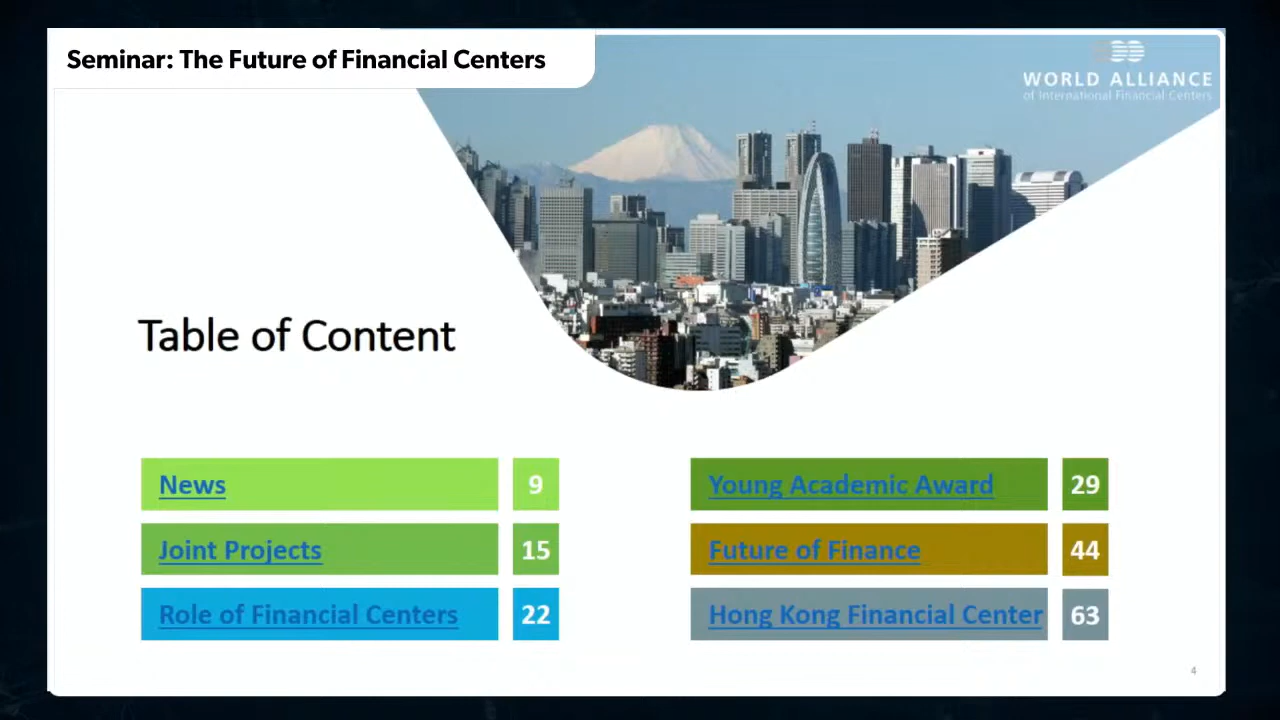 Seminar: The Future of Financial Centers
WORLD ALLIANCE
of International Financial Centers
Table of Content
News 9
Joint Projects 15
Role of Financial Centers 22
Young Academic Award 29
Future of Finance 44
Hong Kong Financial Center 63
4